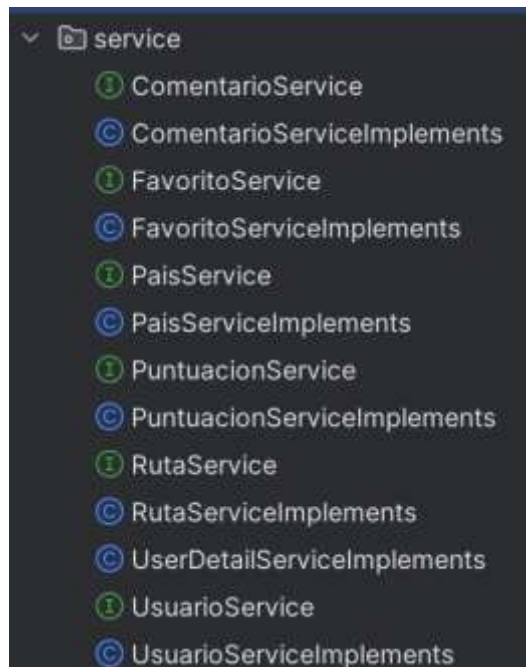 service
ComentarioService
ComentarioServiceImplements
FavoritoService
FavoritoServiceImplements
PaisService
PaisServiceImplements
PuntuacionService
PuntuacionServiceImplements
RutaService
RutaServiceImplements
UserDetailServiceImplements
UsuarioService
UsuarioServiceImplements